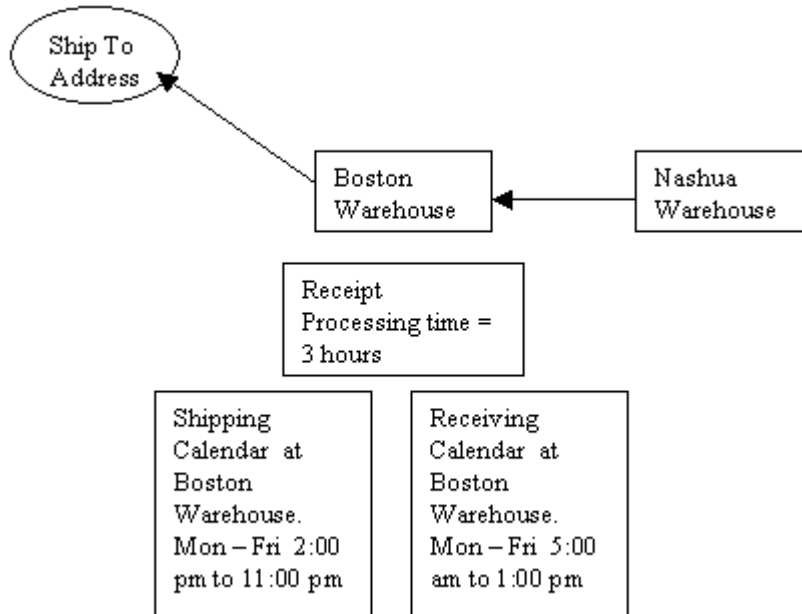 Ship To
Address
Boston
Warehouse
Nashua
Warehouse
Receipt
Processing time =
3 hours
Shipping
Calendar at
Boston
Warehouse.
Mon – Fri 2:00
pm to 11:00 pm
Receiving
Calendar at
Boston
Warehouse.
Mon – Fri 5:00
am to 1:00 pm